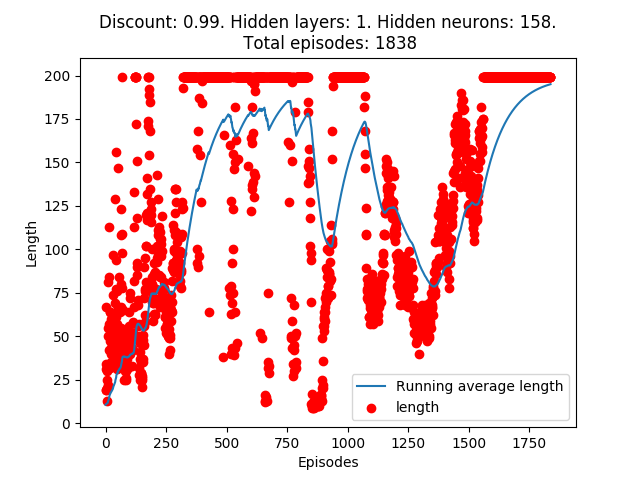 Discount: 0.99. Hidden layers: 1. Hidden neurons: 158.
Total episodes: 1838
200
175
150
125
100
75
50
25
0
Length
0
250
500
750
1000
1250
1500
1750
Episodes
Running average length
length